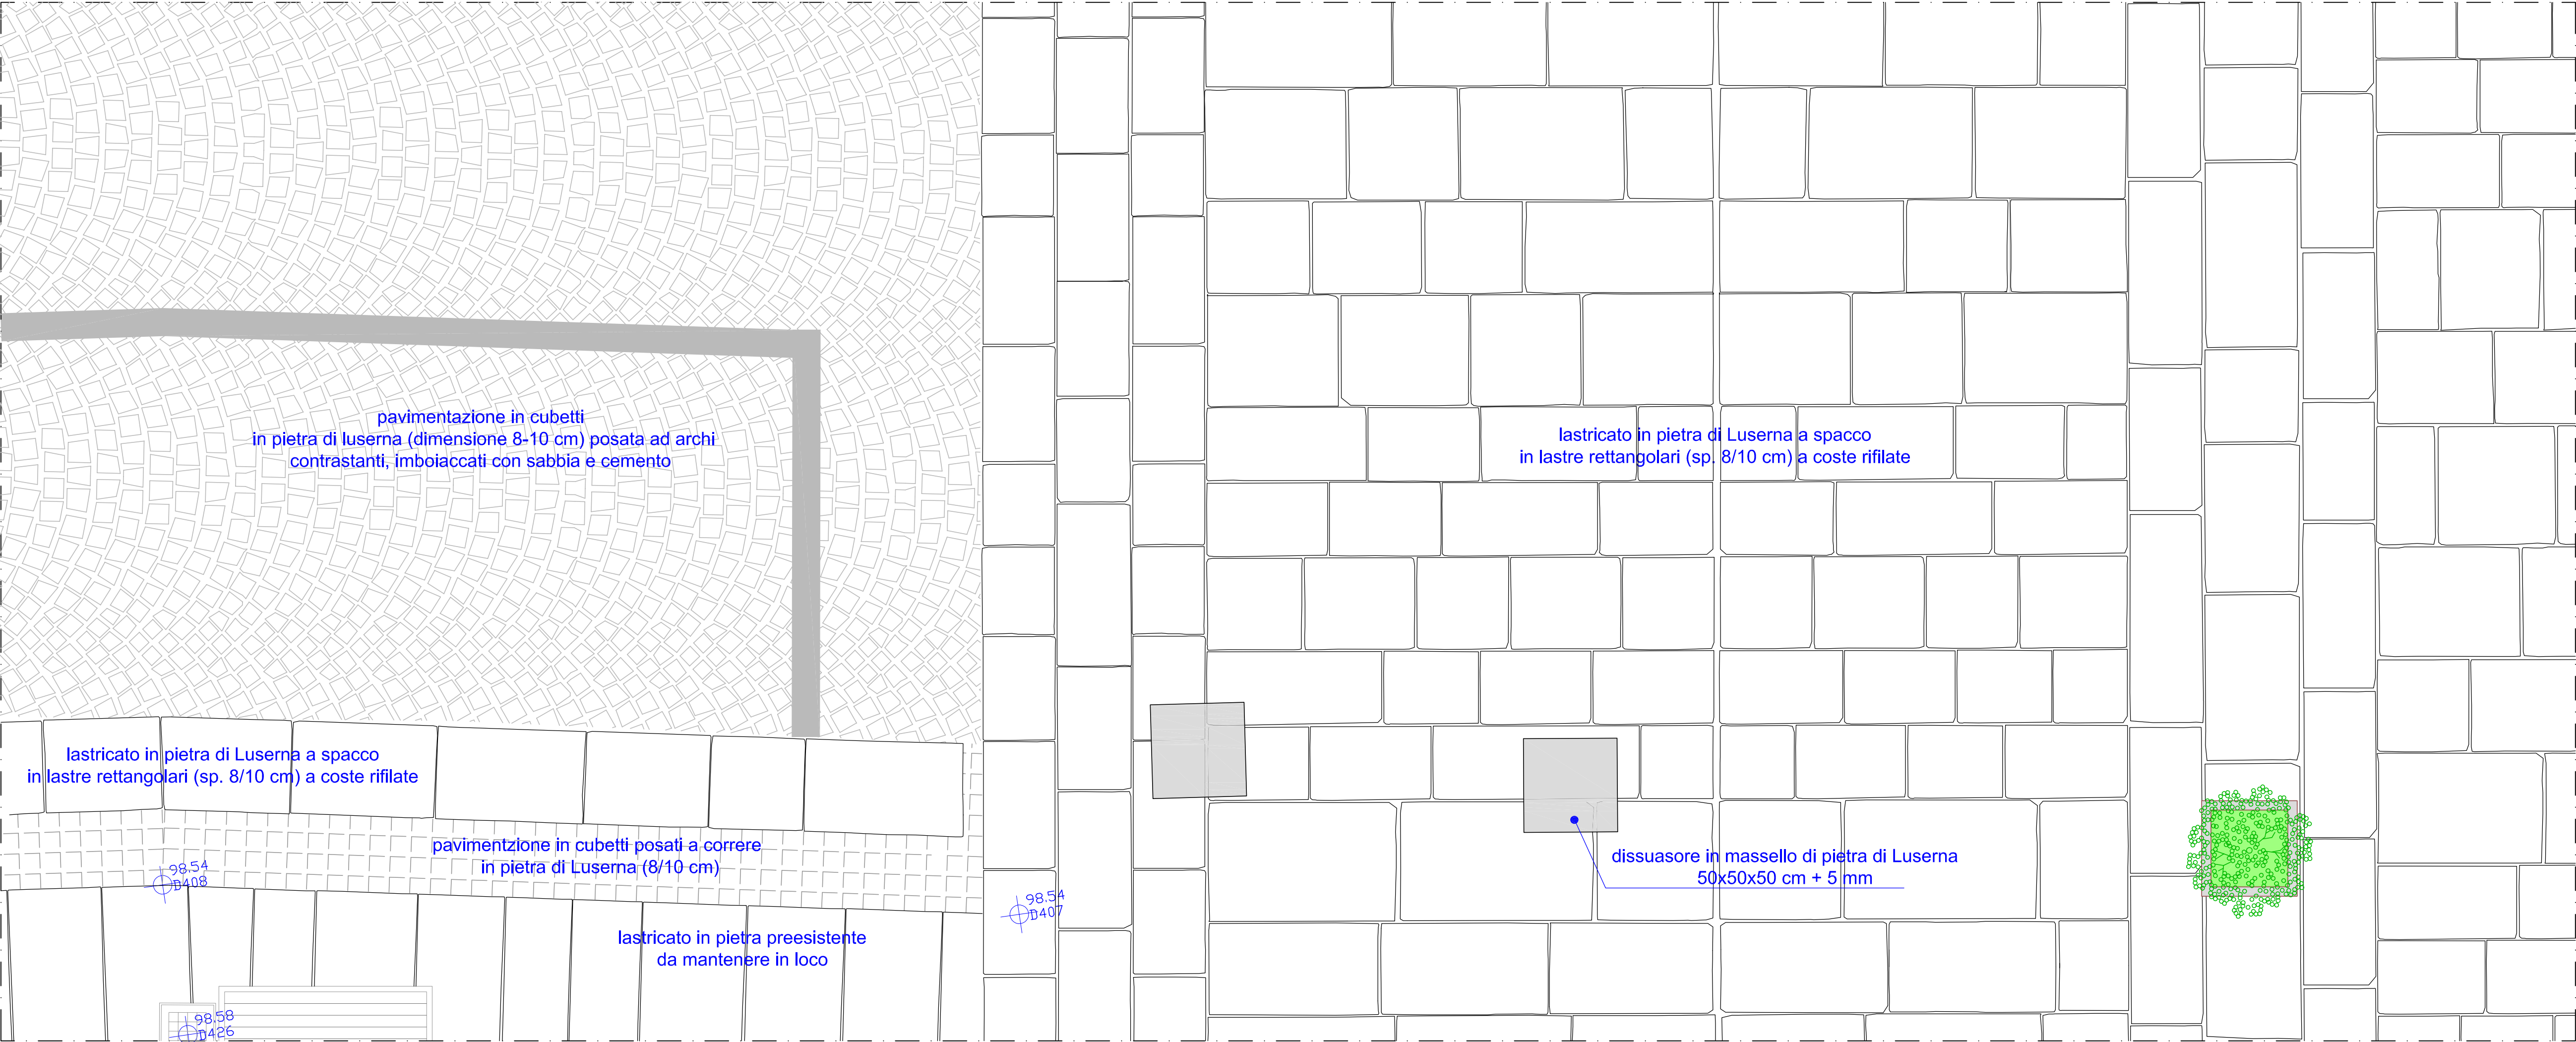 pavimentazione in cubetti
in pietra di luserna (dimensione 8-10 cm) posata ad archi
contrastanti, imboiaccati con sabbia e cemento
lastricato in pietra di Luserna a spacco
in lastre rettangolari (sp. 8/10 cm) a coste rifilate
lastricato in pietra di Luserna a spacco
in lastre rettangolari (sp. 8/10 cm) a coste rifilate
pavimentzione in cubetti posati a correre
in pietra di Luserna (8/10 cm)
dissuasore in massello di pietra di Luserna
50x50x50 cm + 5 mm
98.54
D408
98.54
D407
lastricato in pietra preesistente
da mantenere in loco
98.58
D426